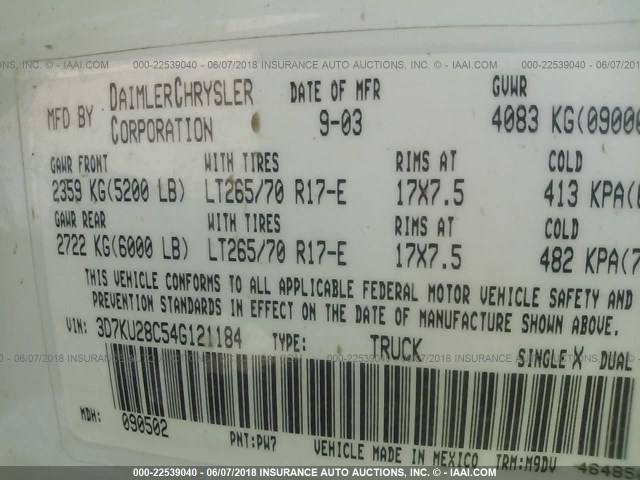 000-22539040 - 06/07/2018 - INSURANCE AUTO AUCTIONS, INC. - © - IAAI.COM
MFD BY DAIMLERCHRYSLER CORPORATION DATE OF MFR 9-03 GVWR 4083 KG(0900
GAWR FRONT WITH TIRES RIMS AT COLD
2359 KG(5200 LB) LT265/70 R17-E 17X7.5 413 KPA(
GAWR REAR WITH TIRES RIMS AT COLD
2722 KG(6000 LB) LT265/70 R17-E 17X7.5 482 KPA(7
THIS VEHICLE CONFORMS TO ALL APPLICABLE FEDERAL MOTOR VEHICLE SAFETY AND
PREVENTION STANDARDS IN EFFECT ON THE DATE OF MANUFACTURE SHOWN ABOVE.
VIN: 3D7KU28C54G121184 TYPE: TRUCK SINGLE X DUAL
MDH: 090502 PNT:PW7 VEHICLE MADE IN MEXICO TRM:M9DV 46485
000-22539040 - 06/07/2018 - INSURANCE AUTO AUCTIONS, INC. - © - IAAI.COM